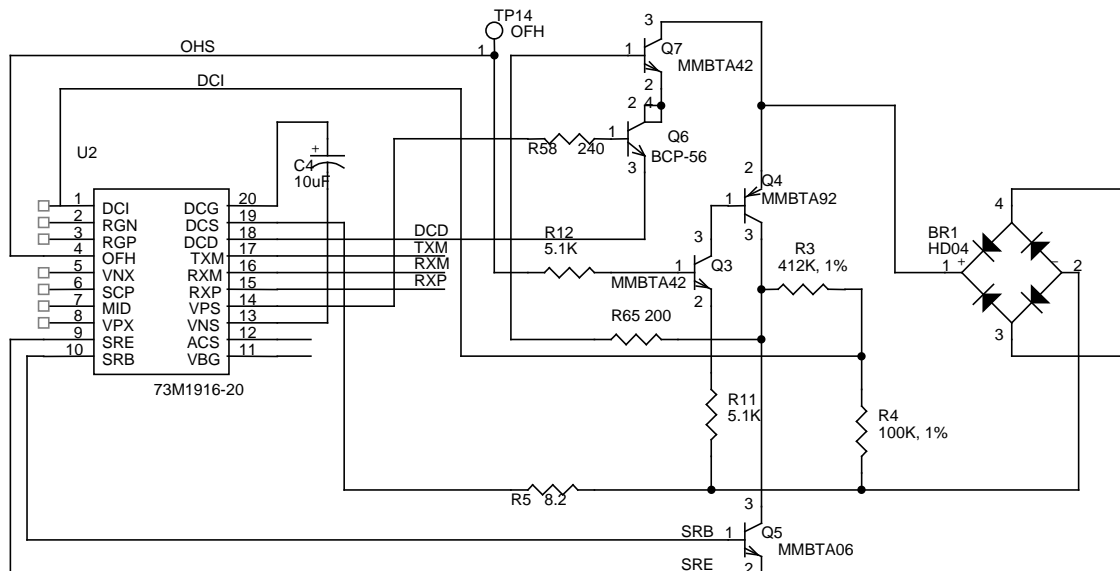 TP14
OFH
1
OHS
DCI
3
1
Q7
MMBTA42
2
2 4
1
Q6
BCP-56
3
R58 240
U2
+
C4
10uF
1 DCI
2 RGN
3 RGP
4 OFH
5 VNX
6 SCP
7 MID
8 VPX
9 SRE
10 SRB
DCG 20
DCS 19
DCD 18
TXM 17
RXM 16
RXP 15
VPS 14
VNS 13
ACS 12
VBG 11
73M1916-20
DCD
TXM
RXM
RXP
R12
5.1K
2
1
Q4
MMBTA92
3
3
1
Q3
MMBTA42
2
R3
412K, 1%
R65 200
R11
5.1K
R4
100K, 1%
R5 8.2
BR1
HD04
4
1
+
-
2
3
3
SRB
1
Q5
MMBTA06
SRE
2